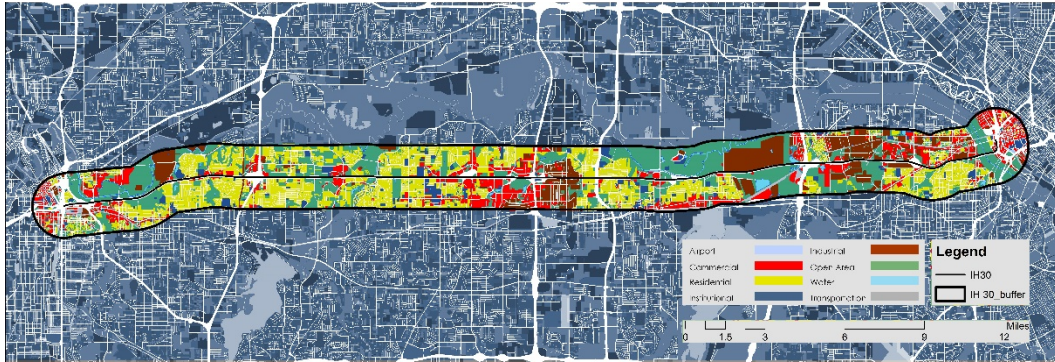 Airport
Industrial
Legend
Commercial
Open Area
IH30
Residential
Water
IH 30_buffer
Institutional
Transportation
Miles
0 1.5 3 6 9 12